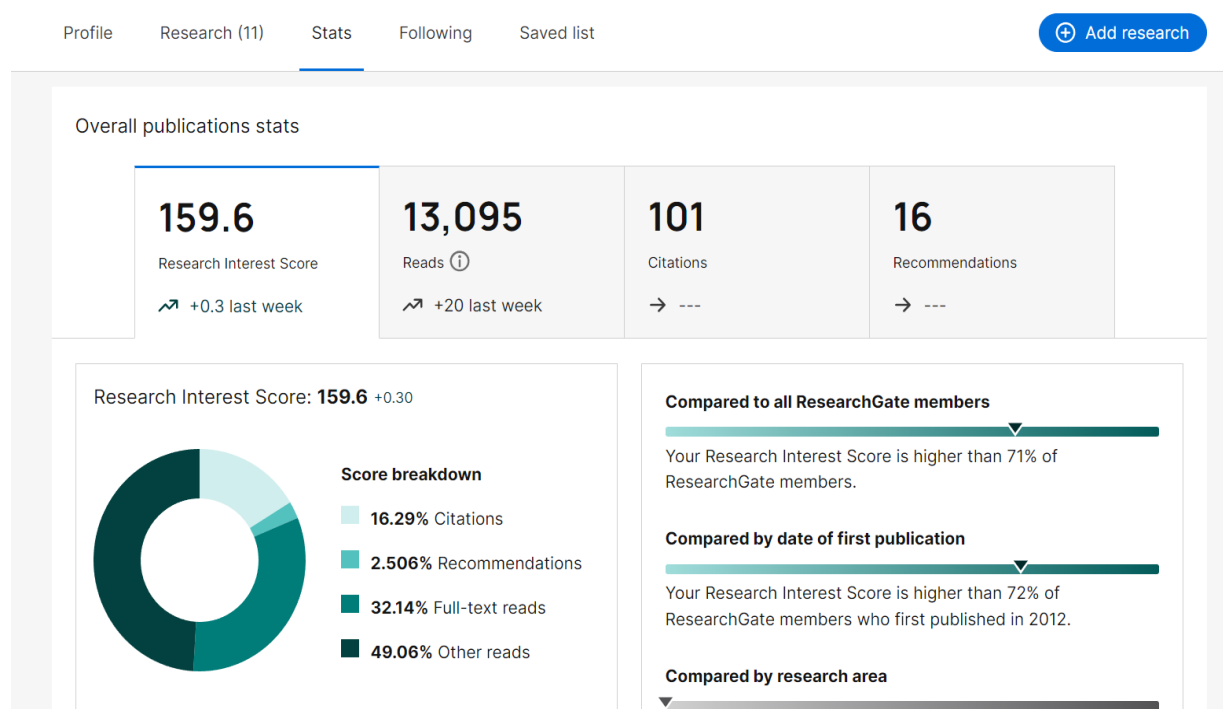 Profile Research (11) Stats Following Saved list Add research
Overall publications stats
159.6 13,095 101 16
Research Interest Score Reads Citations Recommendations
+0.3 last week +20 last week --- ---
Research Interest Score: 159.6 +0.30
Score breakdown
16.29% Citations
2.506% Recommendations
32.14% Full-text reads
49.06% Other reads
Compared to all ResearchGate members
Your Research Interest Score is higher than 71% of
ResearchGate members.
Compared by date of first publication
Your Research Interest Score is higher than 72% of
ResearchGate members who first published in 2012.
Compared by research area